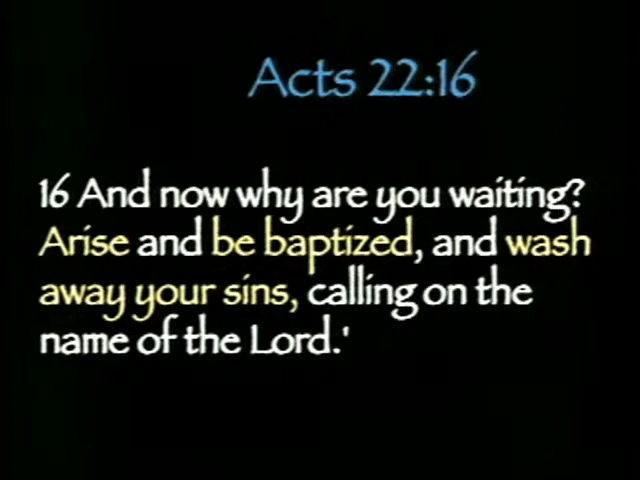 Acts 22:16
16 And now why are you waiting?
Arise and be baptized, and wash
away your sins, calling on the
name of the Lord.'